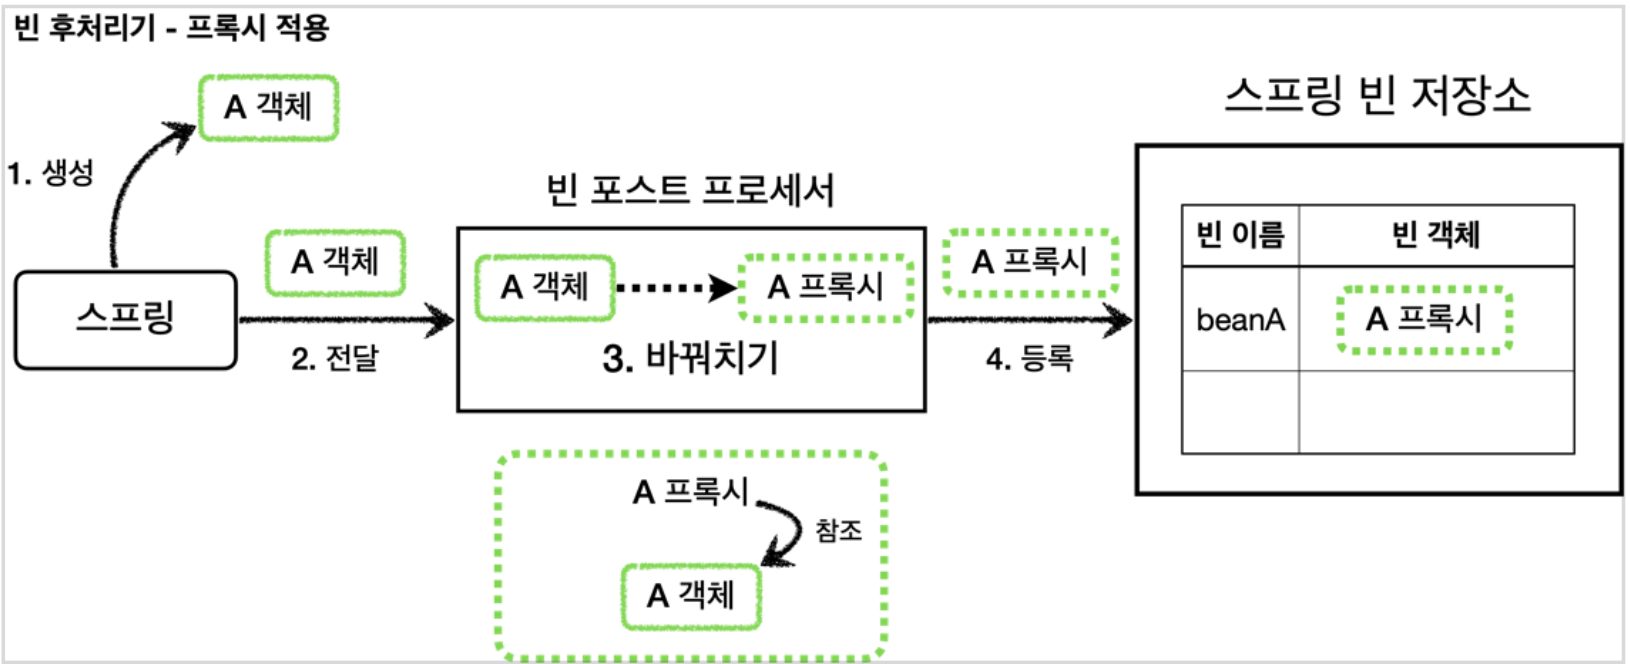 빈 후처리기 - 프록시 적용
A 객체
1. 생성
스프링
A 객체
2. 전달
빈 포스트 프로세서
A 객체
A 프록시
3. 바꿔치기
A 프록시
4. 등록
스프링 빈 저장소
빈 이름 빈 객체
beanA A 프록시
A 프록시
참조
A 객체